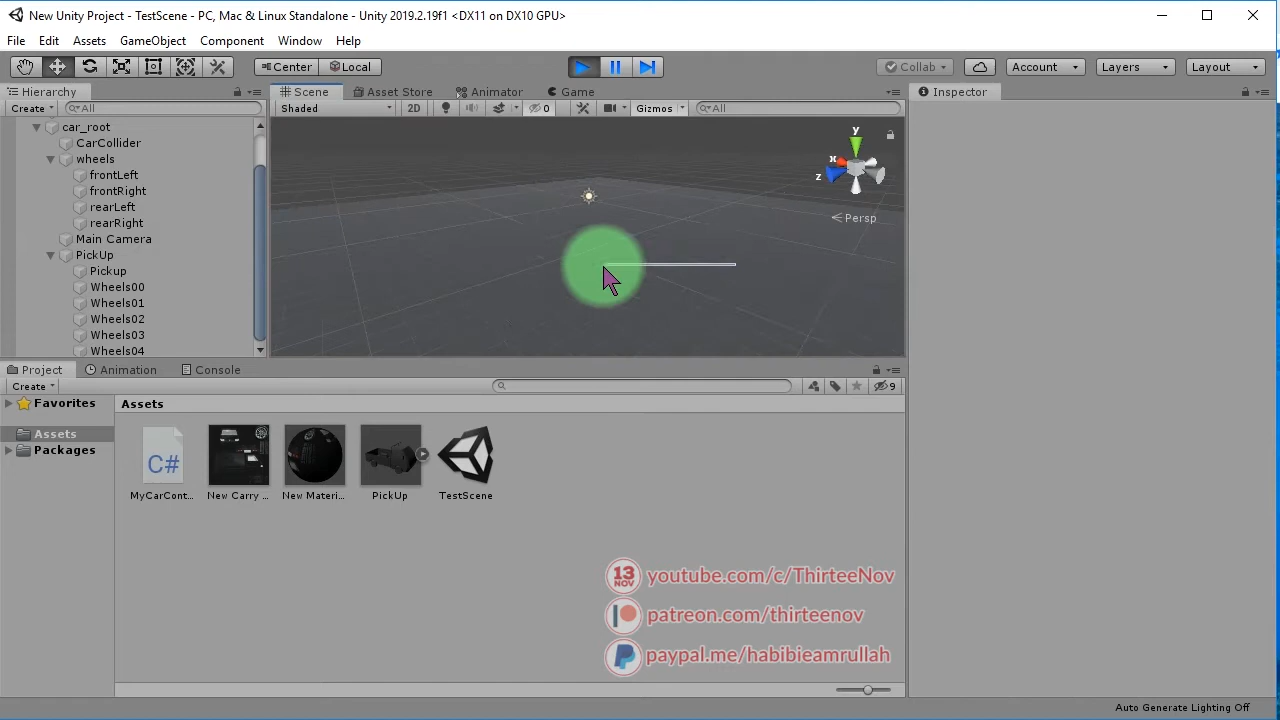 New Unity Project - TestScene - PC, Mac & Linux Standalone - Unity 2019.2.19f1 <DX11 on DX10 GPU>
File Edit Assets GameObject Component Window Help
Center Local Collab Account Layers Layout
Hierarchy Scene Asset Store Animator Game Inspector
Create All Shaded 2D 0 Gizmos All
car_root
CarCollider
wheels
frontLeft
frontRight
rearLeft
rearRight
Main Camera
PickUp
Pickup
Wheels00
Wheels01
Wheels02
Wheels03
Wheels04
y
x
z
Persp
Project Animation Console
Create 9
Favorites
Assets
Packages
Assets
C#
MyCarCont... New Carry ... New Materi... PickUp TestScene
13 NOV youtube.com/c/ThirteeNov
patreon.com/thirteenov
paypal.me/habibieamrullah
Auto Generate Lighting Off